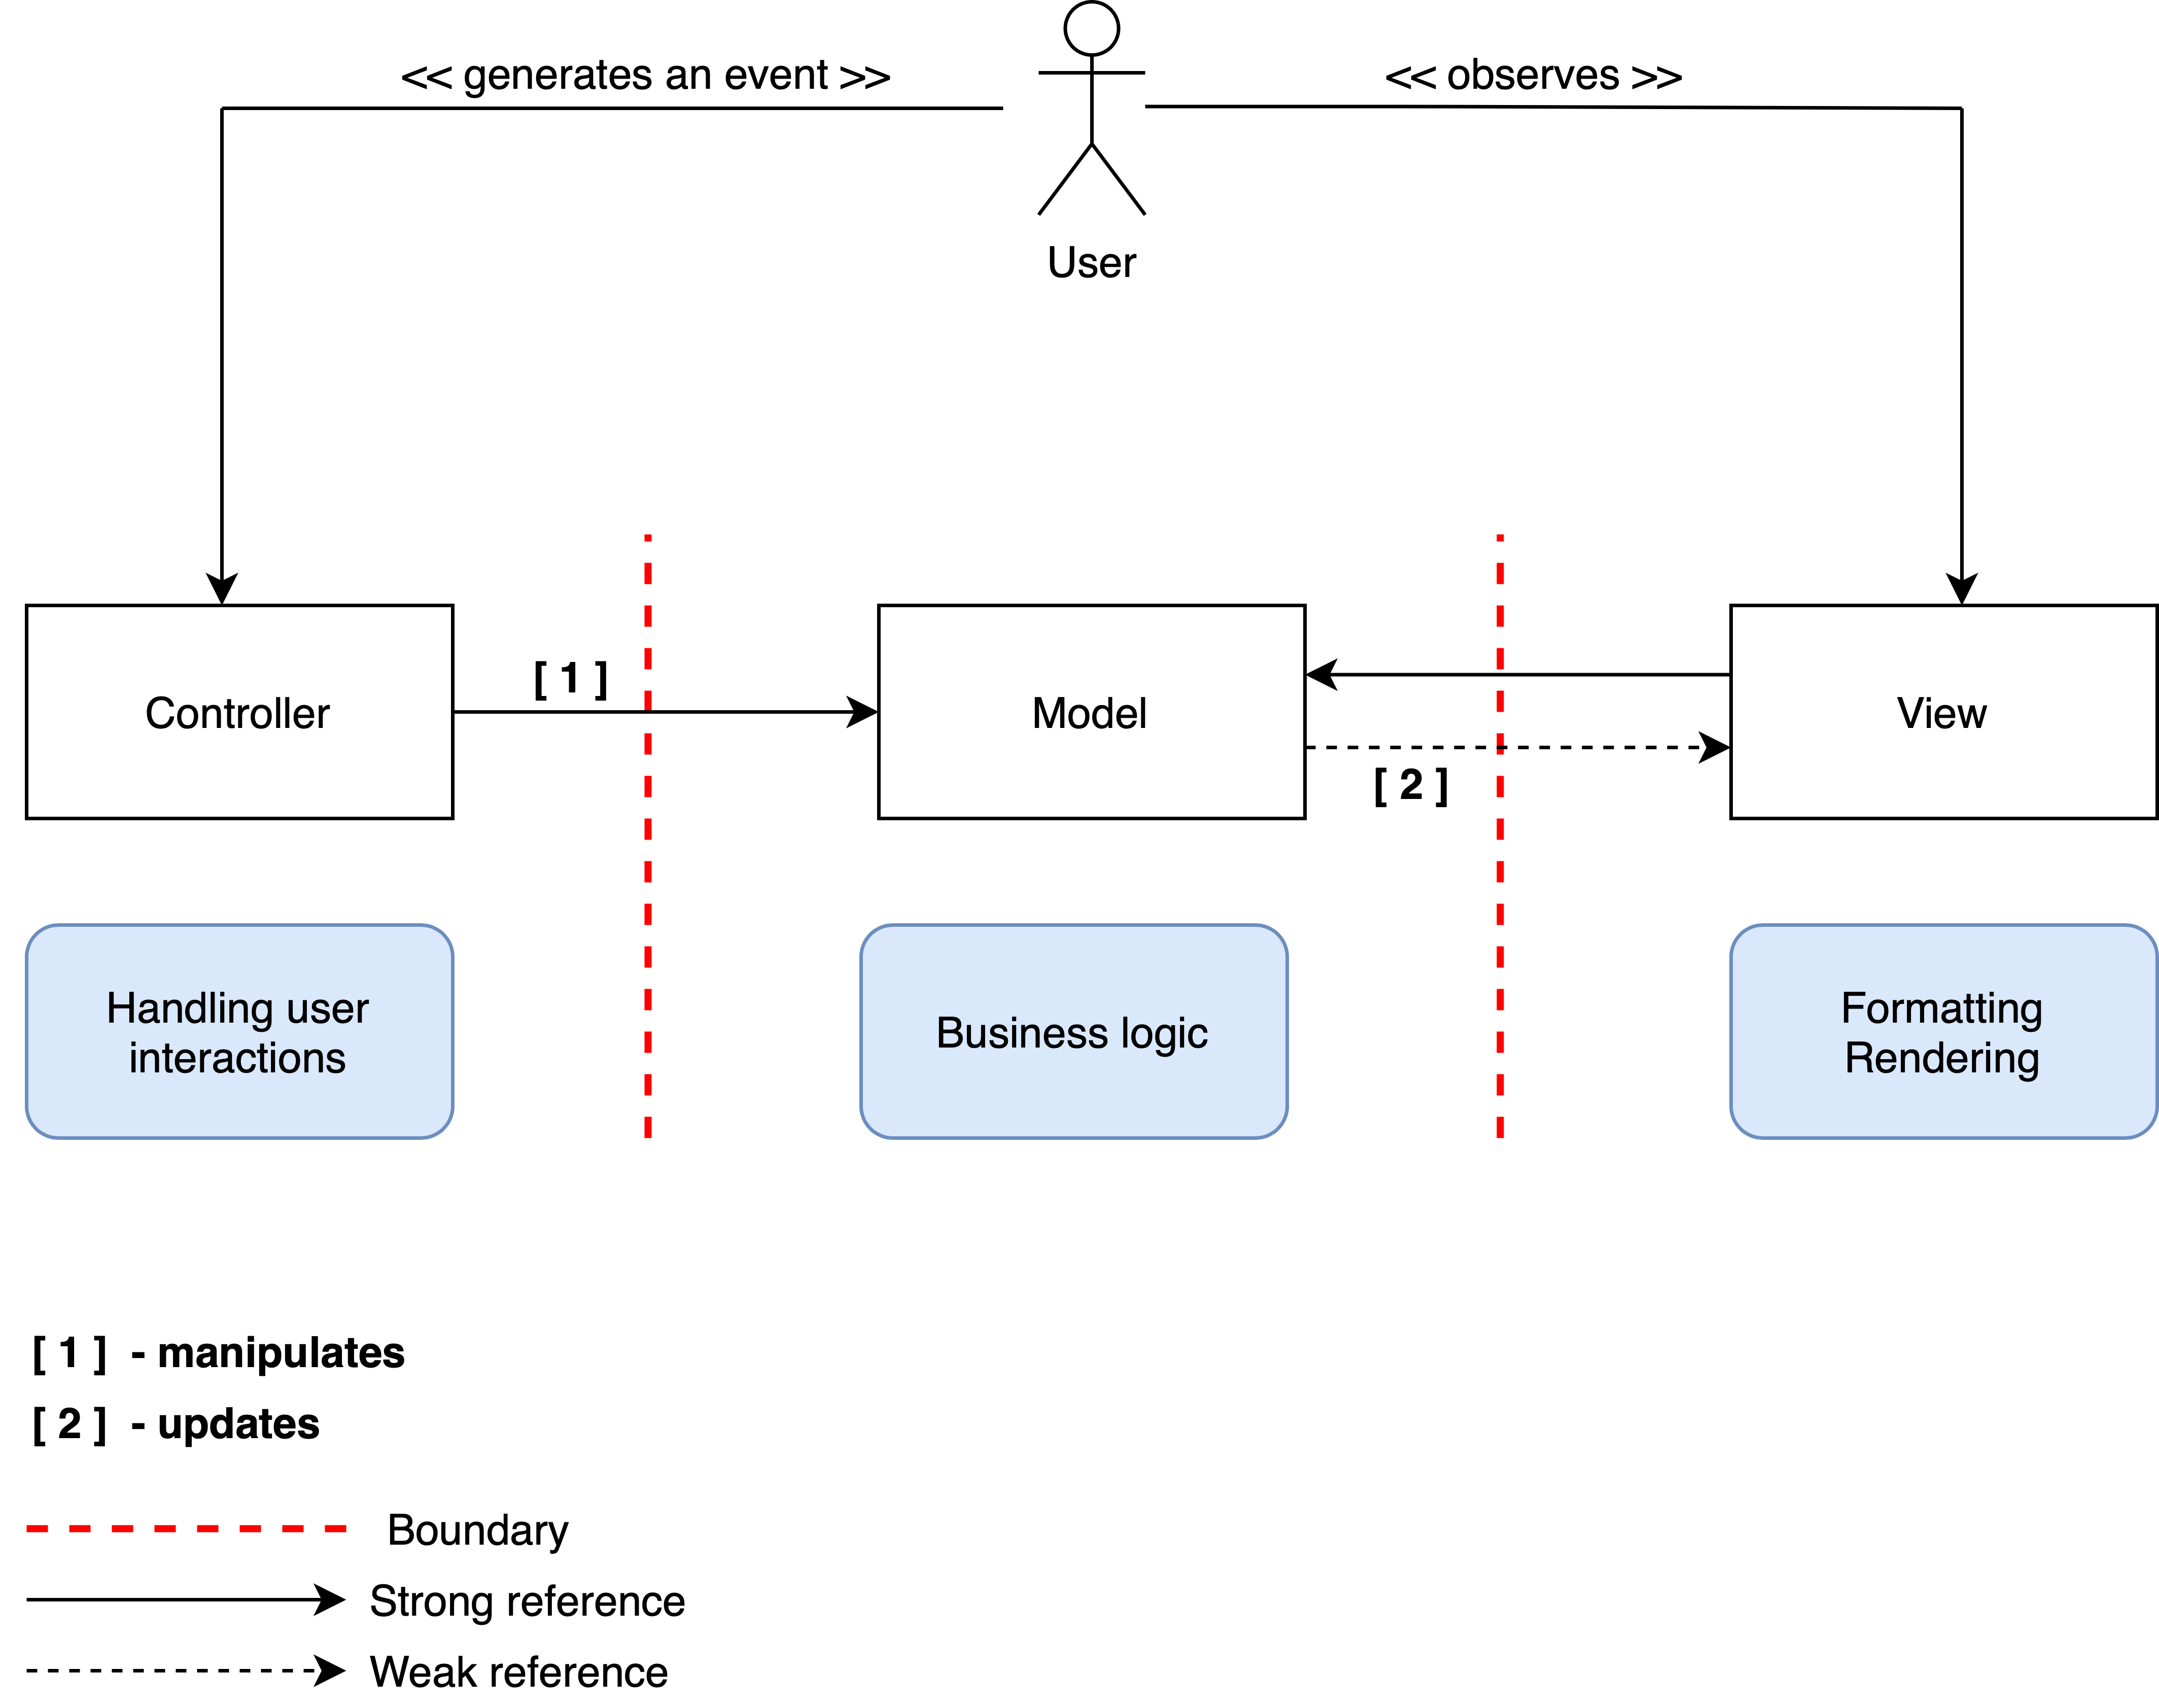 << generates an event >>
<< observes >>
User
[ 1 ]
Controller
Model
View
[ 2 ]
Handling user
interactions
Business logic
Formatting
Rendering
[ 1 ] - manipulates
[ 2 ] - updates
Boundary
Strong reference
Weak reference